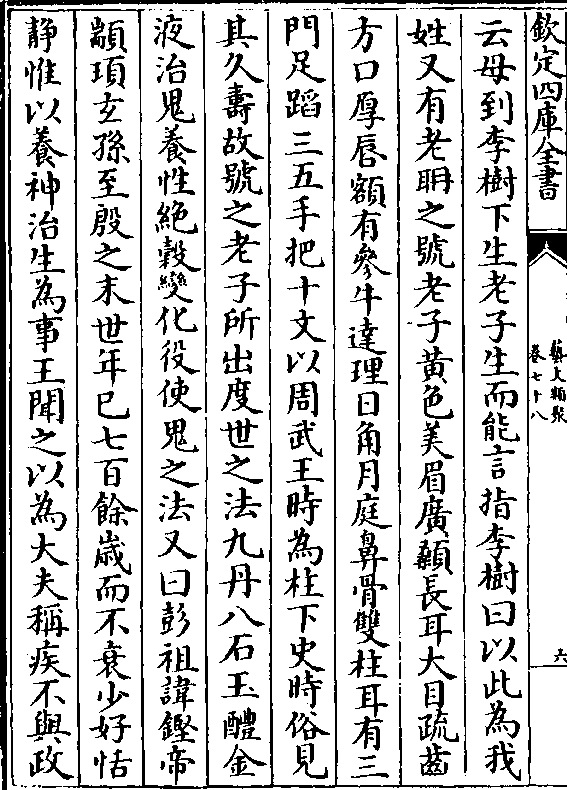 欽定四庫全書
藝文類聚
卷七十八
六
云母到李樹下生老子生而能言指李樹曰以此為我
姓又有老耼之號老子黄色美眉廣顙長耳大目疏齒
方口厚唇額有參牛達理日角月庭鼻骨雙柱耳有三
門足蹈三五手把十文以周武王時為柱下史時俗見
其久壽故號之老子所出度世之法九丹八石玉醴金
液治鬼養性絶榖變化役使鬼之法又曰彭祖諱鏗帝
顓頊玄孫至殷之末世年已七百餘歲而不衰少好恬
静惟以養神治生為事王聞之以為大夫稱疾不與政